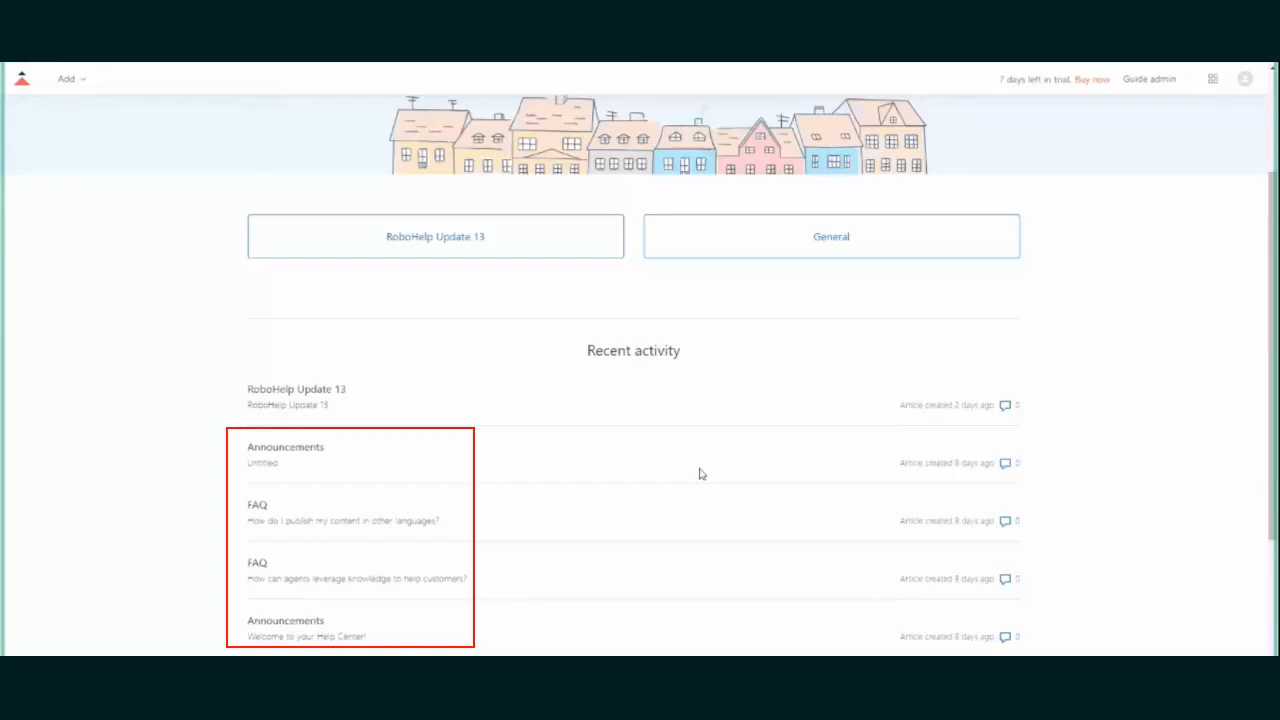 Add
7 days left in trial. Buy now Guide admin
RoboHelp Update 13
General
Recent activity
RoboHelp Update 13
RoboHelp Update 13
Article created 2 days ago 0
Announcements
Untitled
Article created 8 days ago 0
FAQ
How do I publish my content in other languages?
Article created 8 days ago 0
FAQ
How can agents leverage knowledge to help customers?
Article created 8 days ago 0
Announcements
Welcome to your Help Center!
Article created 8 days ago 0